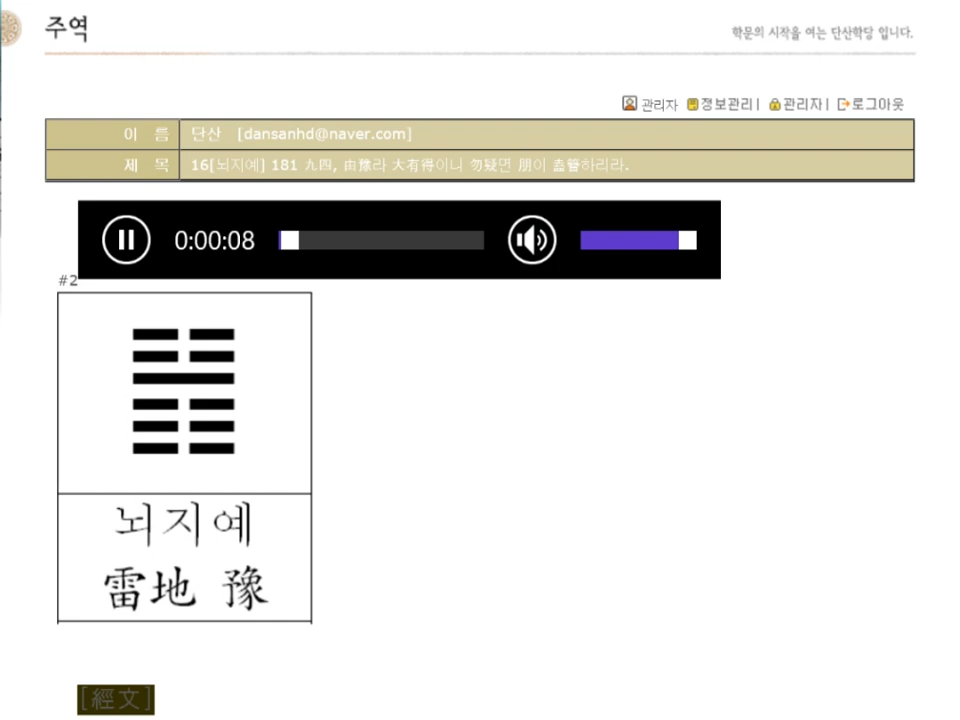 주역
학문의 시작을 여는 단산학당 입니다.
관리자 정보관리| 관리자| 로그아웃
이 름 단산 [dansanhd@naver.com]
제 목 16[뇌지예] 181 九四, 由豫라 大有得이니 勿疑면 朋이 盍簪하리라.
0:00:08
#2
뇌지예
雷地 豫
[經文]